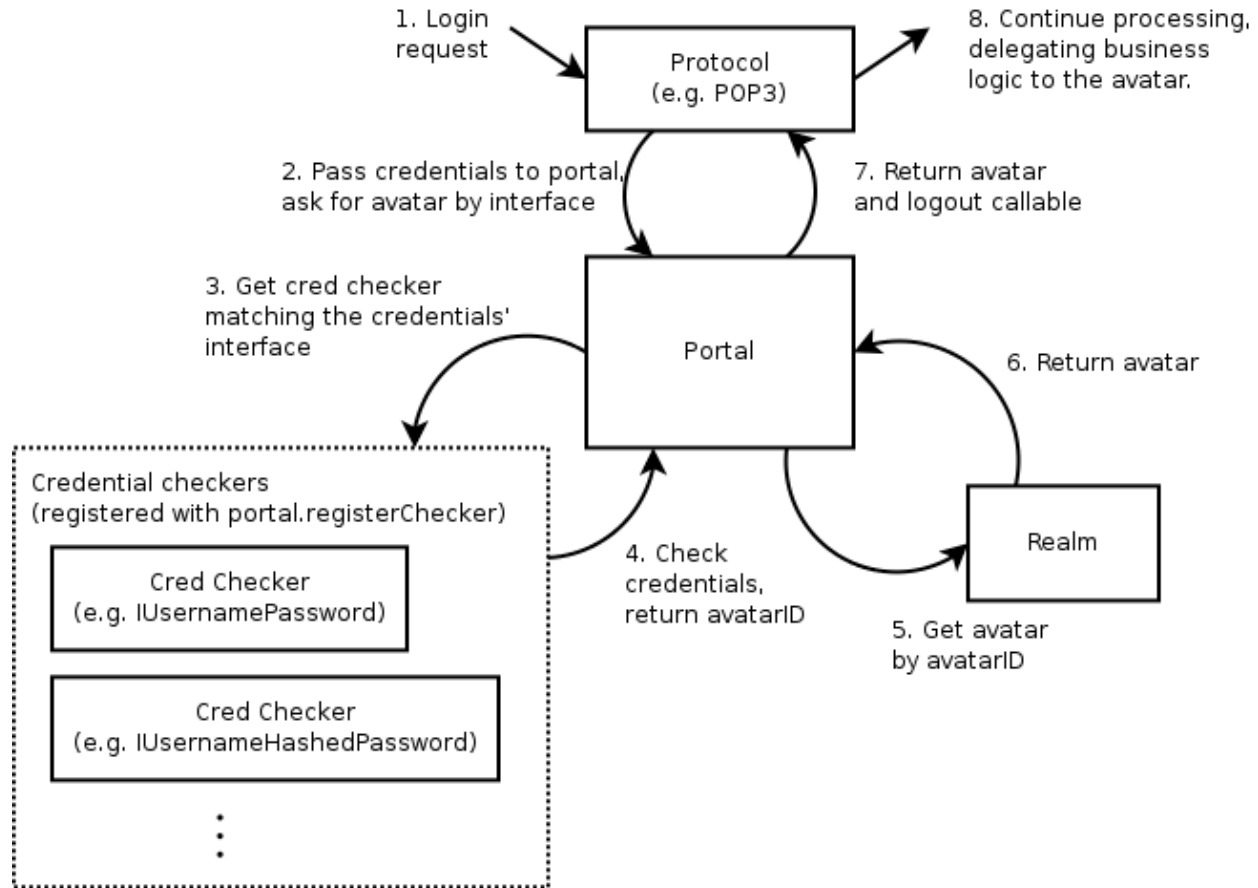 1. Login
request
Protocol
(e.g. POP3)
8. Continue processing,
delegating business
logic to the avatar.
2. Pass credentials to portal,
ask for avatar by interface
7. Return avatar
and logout callable
3. Get cred checker
matching the credentials'
interface
Portal
6. Return avatar
Credential checkers
(registered with portal.registerChecker)
Cred Checker
(e.g. IUsernamePassword)
4. Check
credentials,
return avatarID
Realm
5. Get avatar
by avatarID
Cred Checker
(e.g. IUsernameHashedPassword)